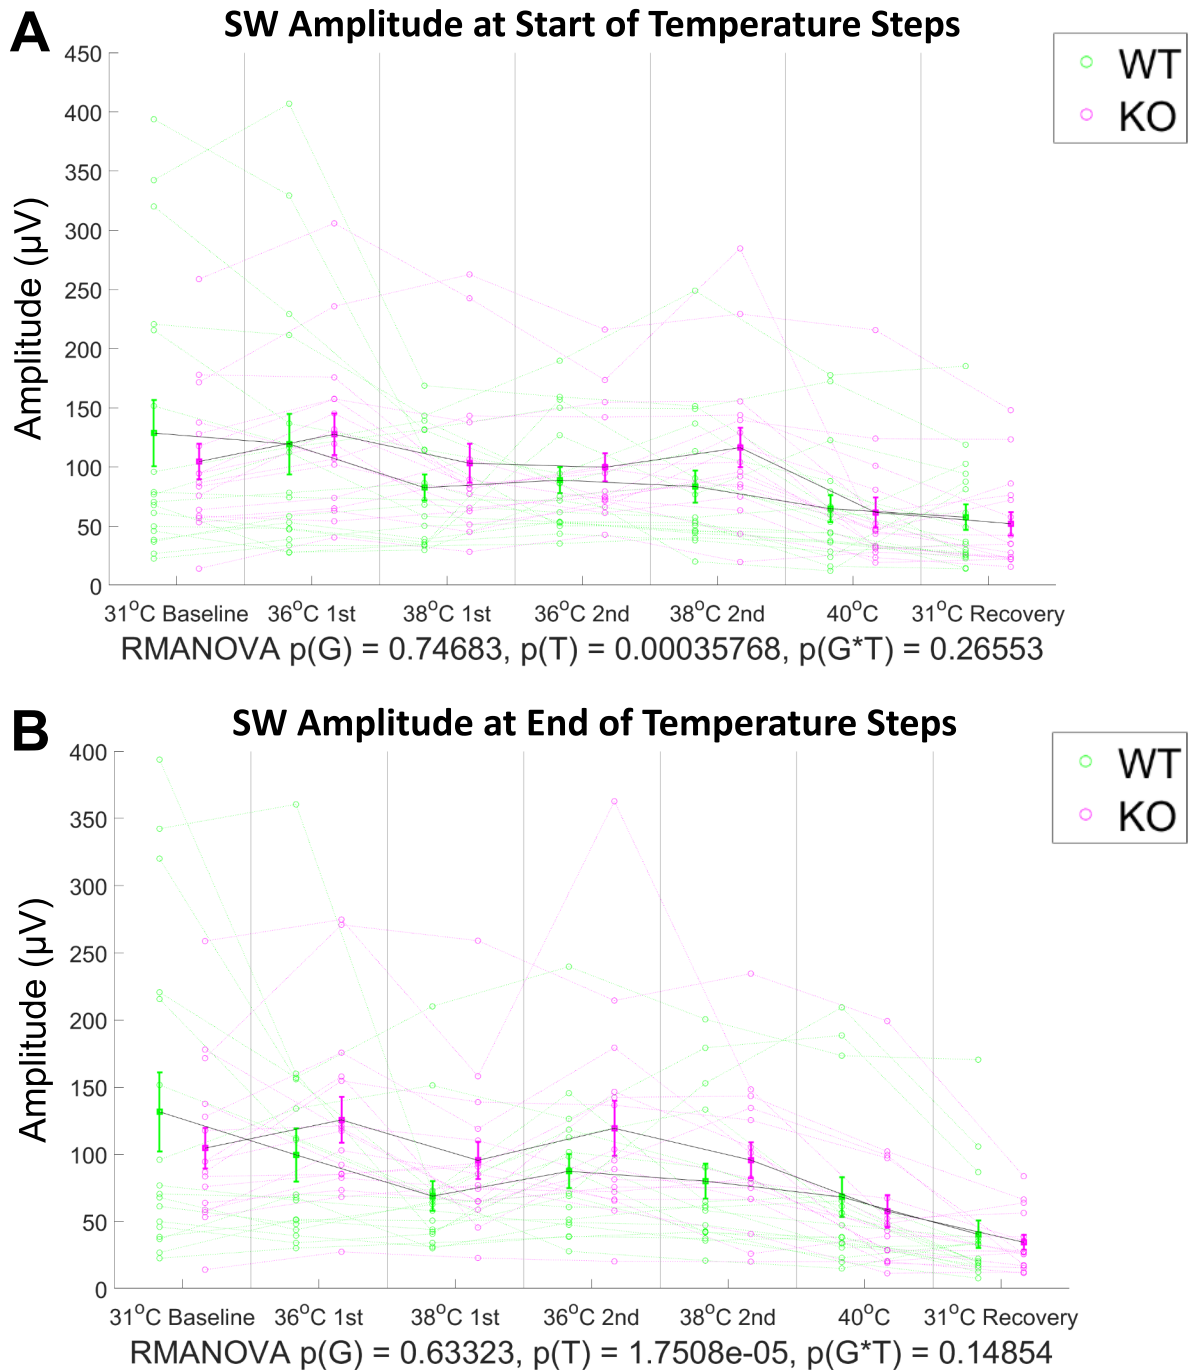 A
SW Amplitude at Start of Temperature Steps
450
400
350
300
250
200
150
100
50
0
Amplitude (µV)
WT
KO
31°C Baseline 36°C 1st 38°C 1st 36°C 2nd 38°C 2nd 40°C 31°C Recovery
RMANOVA p(G) = 0.74683, p(T) = 0.00035768, p(G*T) = 0.26553
B
SW Amplitude at End of Temperature Steps
400
350
300
250
200
150
100
50
0
Amplitude (µV)
WT
KO
31°C Baseline 36°C 1st 38°C 1st 36°C 2nd 38°C 2nd 40°C 31°C Recovery
RMANOVA p(G) = 0.63323, p(T) = 1.7508e-05, p(G*T) = 0.14854